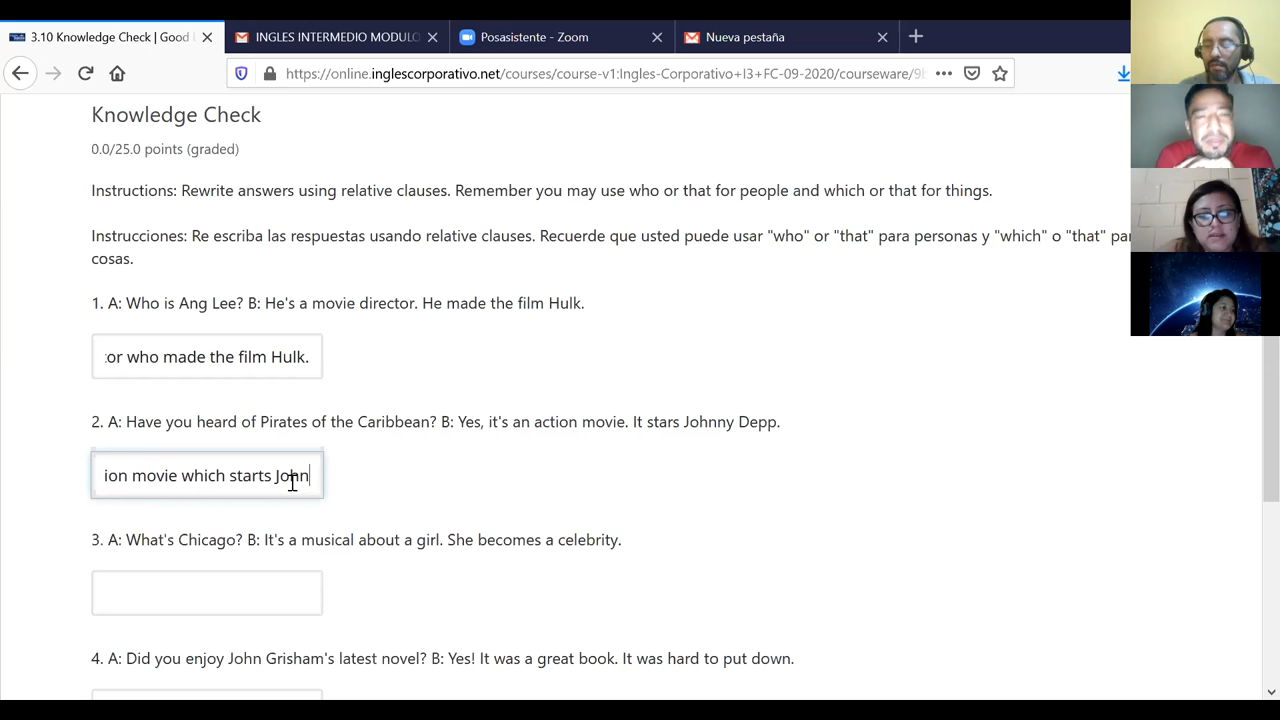 3.10 Knowledge Check | Good
INGLES INTERMEDIO MODULO
Posasistente - Zoom
Nueva pestaña
https://online.inglescorporativo.net/courses/course-v1:Ingles-Corporativo+I3+FC-09-2020/courseware/9
Knowledge Check
0.0/25.0 points (graded)
Instructions: Rewrite answers using relative clauses. Remember you may use who or that for people and which or that for things.
Instrucciones: Re escriba las respuestas usando relative clauses. Recuerde que usted puede usar "who" or "that" para personas y "which" o "that"
cosas.
1. A: Who is Ang Lee? B: He's a movie director. He made the film Hulk.
or who made the film Hulk.
2. A: Have you heard of Pirates of the Caribbean? B: Yes, it's an action movie. It stars Johnny Depp.
ion movie which starts John
3. A: What's Chicago? B: It's a musical about a girl. She becomes a celebrity.
4. A: Did you enjoy John Grisham's latest novel? B: Yes! It was a great book. It was hard to put down.